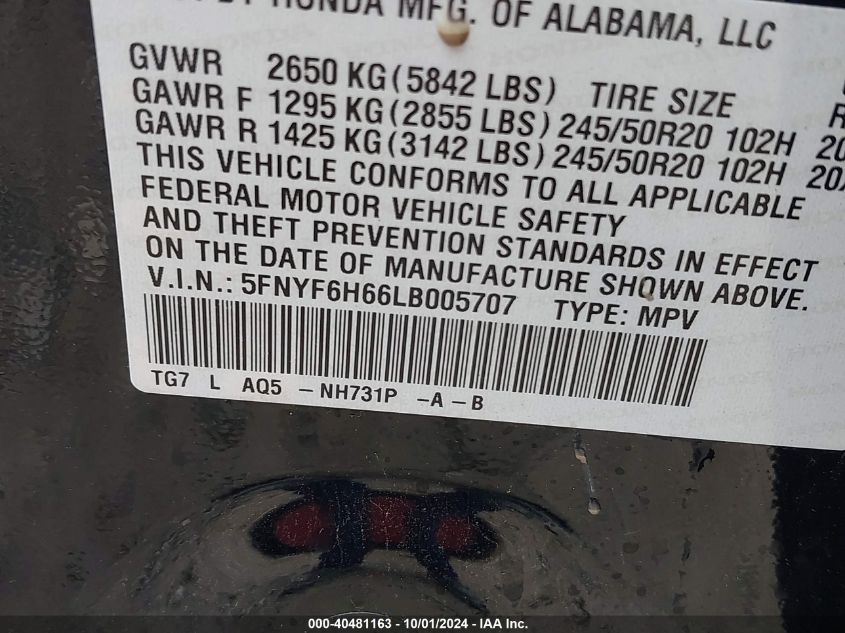 BY HONDA MFG. OF ALABAMA, LLC
GVWR 2650 KG (5842 LBS) TIRE SIZE
GAWR F 1295 KG (2855 LBS) 245/50R20 102H
GAWR R 1425 KG (3142 LBS) 245/50R20 102H
THIS VEHICLE CONFORMS TO ALL APPLICABLE
FEDERAL MOTOR VEHICLE SAFETY
AND THEFT PREVENTION STANDARDS IN EFFECT
ON THE DATE OF MANUFACTURE SHOWN ABOVE.
V.I.N.: 5FNYF6H66LB005707 TYPE: MPV
TG7 L AQ5 -NH731P -A-B
000-40481163 - 10/01/2024 - IAA Inc.